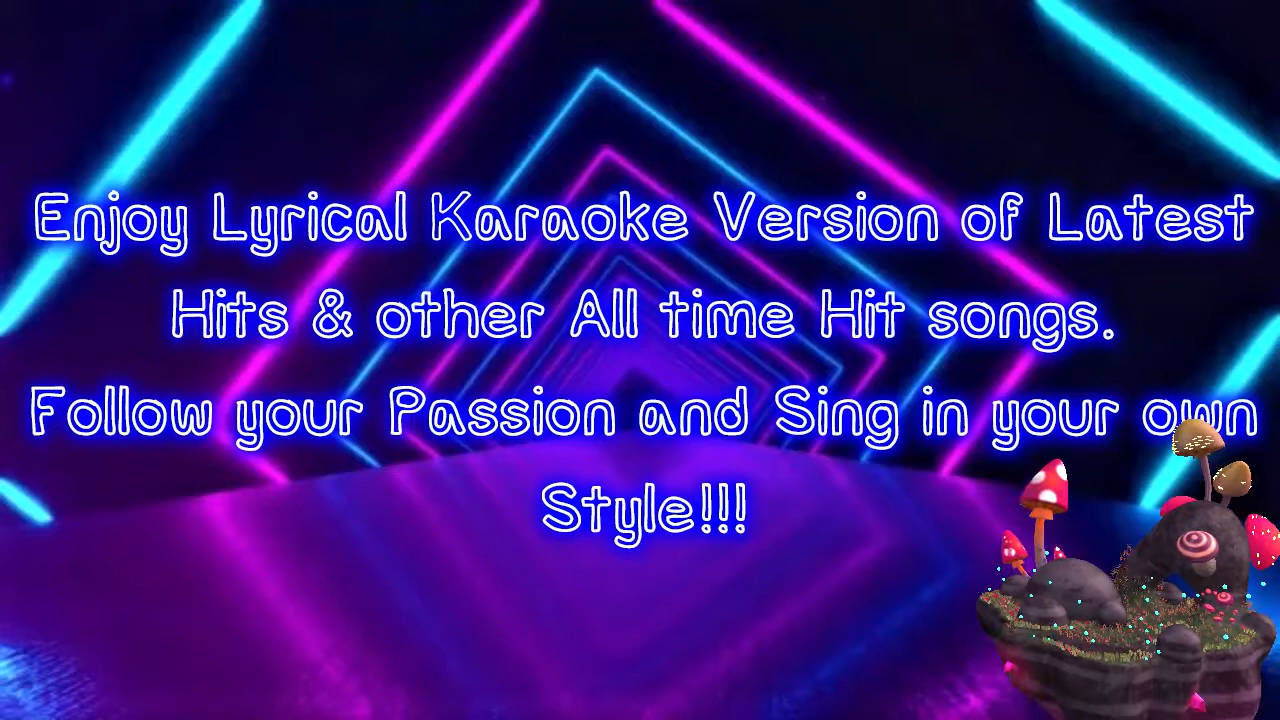 Enjoy Lyrical Karaoke Version of Latest
Hits & other All time Hit songs.
Follow your Passion and Sing in your own
Style!!!